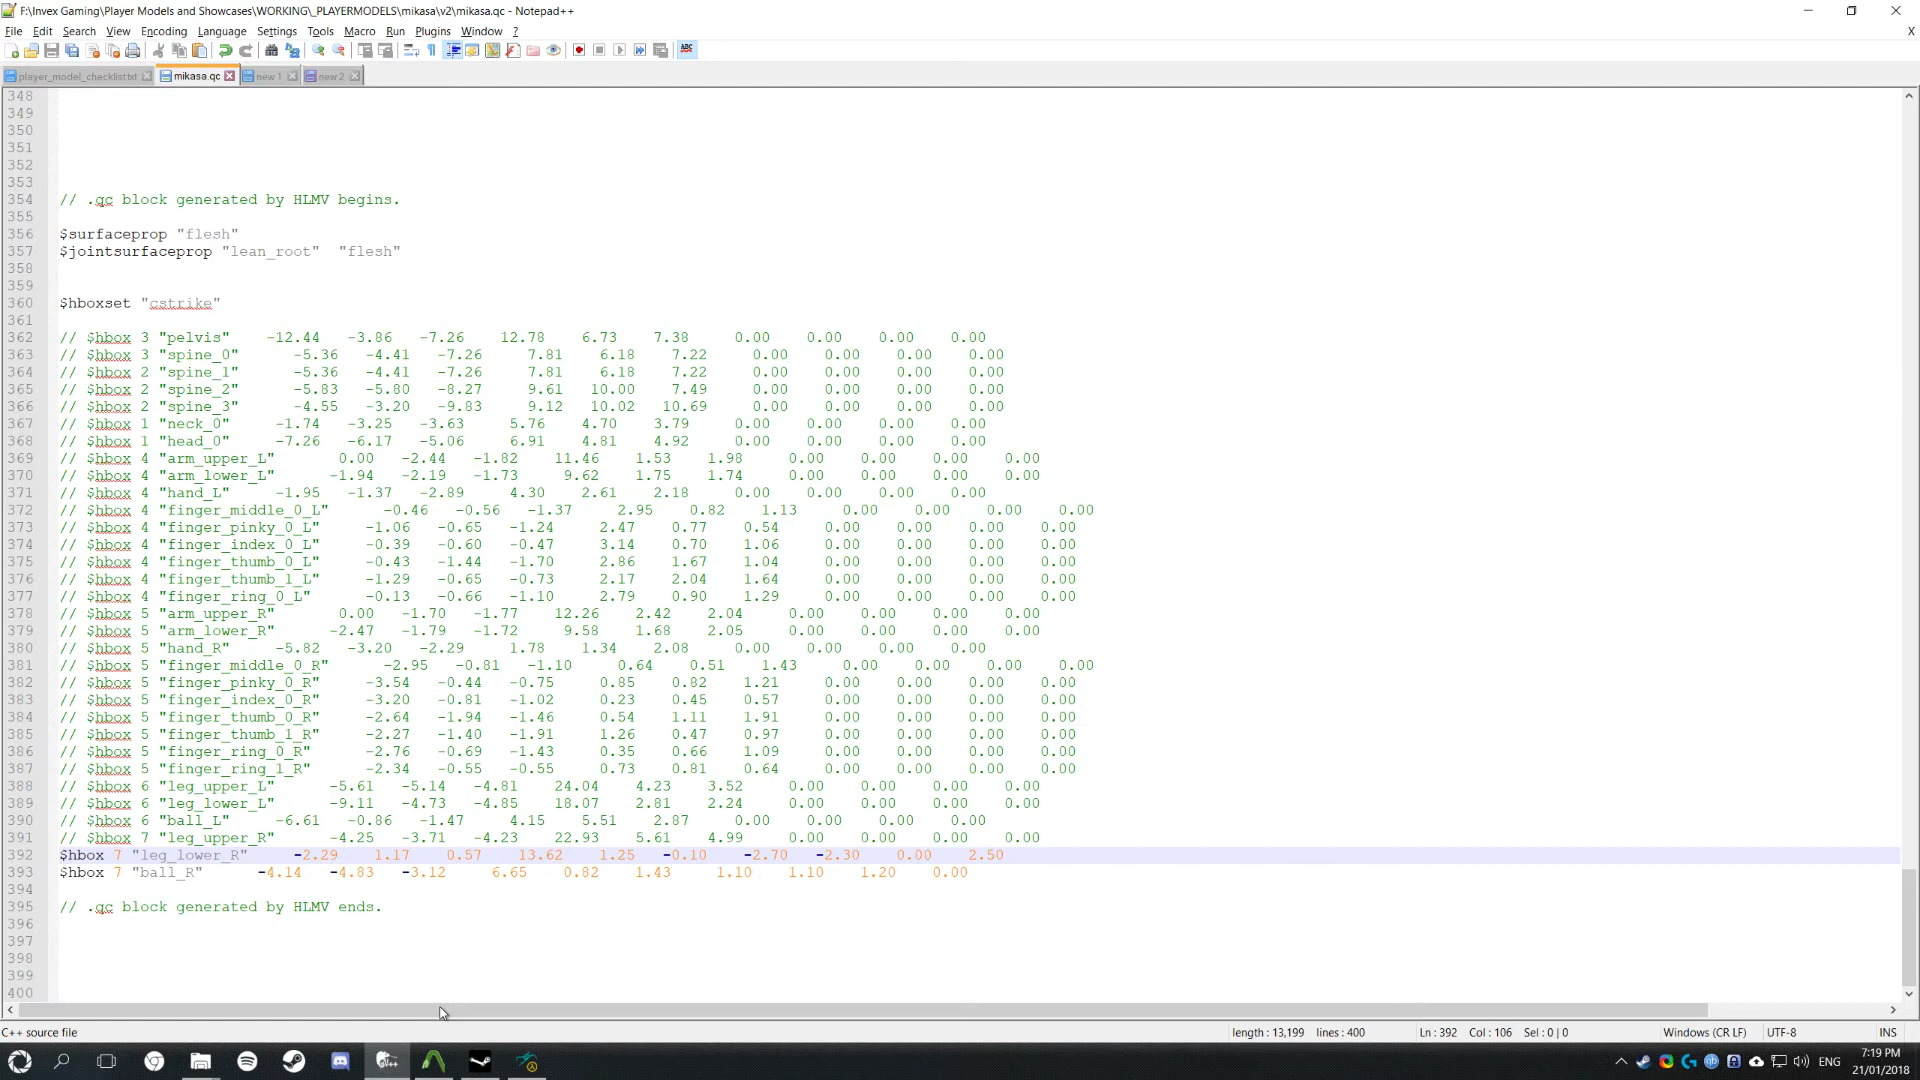 F:\Invex Gaming\Player Models and Showcases\WORKING\_PLAYERMODELS\mikasa\v2\mikasa.qc - Notepad++
File Edit Search View Encoding Language Settings Tools Macro Run Plugins Window ? X
player_model_checklist.txt mikasa.qc new 1 new 2
348
349
350
351
352
353
354 // .qc block generated by HLMV begins.
355
356 $surfaceprop "flesh"
357 $jointsurfaceprop "lean_root" "flesh"
358
359
360 $hboxset "cstrike"
361
362 // $hbox 3 "pelvis" -12.44 -3.86 -7.26 12.78 6.73 7.38 0.00 0.00 0.00 0.00
363 // $hbox 3 "spine_0" -5.36 -4.41 -7.26 7.81 6.18 7.22 0.00 0.00 0.00 0.00
364 // $hbox 2 "spine_1" -5.36 -4.41 -7.26 7.81 6.18 7.22 0.00 0.00 0.00 0.00
365 // $hbox 2 "spine_2" -5.83 -5.80 -8.27 9.61 10.00 7.49 0.00 0.00 0.00 0.00
366 // $hbox 2 "spine_3" -4.55 -3.20 -9.83 9.12 10.02 10.69 0.00 0.00 0.00 0.00
367 // $hbox 1 "neck_0" -1.74 -3.25 -3.63 5.76 4.70 3.79 0.00 0.00 0.00 0.00
368 // $hbox 1 "head_0" -7.26 -6.17 -5.06 6.91 4.81 4.92 0.00 0.00 0.00 0.00
369 // $hbox 4 "arm_upper_L" 0.00 -2.44 -1.82 11.46 1.53 1.98 0.00 0.00 0.00 0.00
370 // $hbox 4 "arm_lower_L" -1.94 -2.19 -1.73 9.62 1.75 1.74 0.00 0.00 0.00 0.00
371 // $hbox 4 "hand_L" -1.95 -1.37 -2.89 4.30 2.61 2.18 0.00 0.00 0.00 0.00
372 // $hbox 4 "finger_middle_0_L" -0.46 -0.56 -1.37 2.95 0.82 1.13 0.00 0.00 0.00 0.00
373 // $hbox 4 "finger_pinky_0_L" -1.06 -0.65 -1.24 2.47 0.77 0.54 0.00 0.00 0.00 0.00
374 // $hbox 4 "finger_index_0_L" -0.39 -0.60 -0.47 3.14 0.70 1.06 0.00 0.00 0.00 0.00
375 // $hbox 4 "finger_thumb_0_L" -0.43 -1.44 -1.70 2.86 1.67 1.04 0.00 0.00 0.00 0.00
376 // $hbox 4 "finger_thumb_1_L" -1.29 -0.65 -0.73 2.17 2.04 1.64 0.00 0.00 0.00 0.00
377 // $hbox 4 "finger_ring_0_L" -0.13 -0.66 -1.10 2.79 0.90 1.29 0.00 0.00 0.00 0.00
378 // $hbox 5 "arm_upper_R" 0.00 -1.70 -1.77 12.26 2.42 2.04 0.00 0.00 0.00 0.00
379 // $hbox 5 "arm_lower_R" -2.47 -1.79 -1.72 9.58 1.68 2.05 0.00 0.00 0.00 0.00
380 // $hbox 5 "hand_R" -5.82 -3.20 -2.29 1.78 1.34 2.08 0.00 0.00 0.00 0.00
381 // $hbox 5 "finger_middle_0_R" -2.95 -0.81 -1.10 0.64 0.51 1.43 0.00 0.00 0.00 0.00
382 // $hbox 5 "finger_pinky_0_R" -3.54 -0.44 -0.75 0.85 0.82 1.21 0.00 0.00 0.00 0.00
383 // $hbox 5 "finger_index_0_R" -3.20 -0.81 -1.02 0.23 0.45 0.57 0.00 0.00 0.00 0.00
384 // $hbox 5 "finger_thumb_0_R" -2.64 -1.94 -1.46 0.54 1.11 1.91 0.00 0.00 0.00 0.00
385 // $hbox 5 "finger_thumb_1_R" -2.27 -1.40 -1.91 1.26 0.47 0.97 0.00 0.00 0.00 0.00
386 // $hbox 5 "finger_ring_0_R" -2.76 -0.69 -1.43 0.35 0.66 1.09 0.00 0.00 0.00 0.00
387 // $hbox 5 "finger_ring_1_R" -2.34 -0.55 -0.55 0.73 0.81 0.64 0.00 0.00 0.00 0.00
388 // $hbox 6 "leg_upper_L" -5.61 -5.14 -4.81 24.04 4.23 3.52 0.00 0.00 0.00 0.00
389 // $hbox 6 "leg_lower_L" -9.11 -4.73 -4.85 18.07 2.81 2.24 0.00 0.00 0.00 0.00
390 // $hbox 6 "ball_L" -6.61 -0.86 -1.47 4.15 5.51 2.87 0.00 0.00 0.00 0.00
391 // $hbox 7 "leg_upper_R" -4.25 -3.71 -4.23 22.93 5.61 4.99 0.00 0.00 0.00 0.00
392 $hbox 7 "leg_lower_R" -2.29 1.17 0.57 13.62 1.25 -0.10 -2.70 -2.30 0.00 2.50
393 $hbox 7 "ball_R" -4.14 -4.83 -3.12 6.65 0.82 1.43 1.10 1.10 1.20 0.00
394
395 // .qc block generated by HLMV ends.
396
397
398
399
400
C++ source file length : 13,199 lines : 400 Ln : 392 Col : 106 Sel : 0 | 0 Windows (CR LF) UTF-8 INS
ENG 7:19 PM
21/01/2018